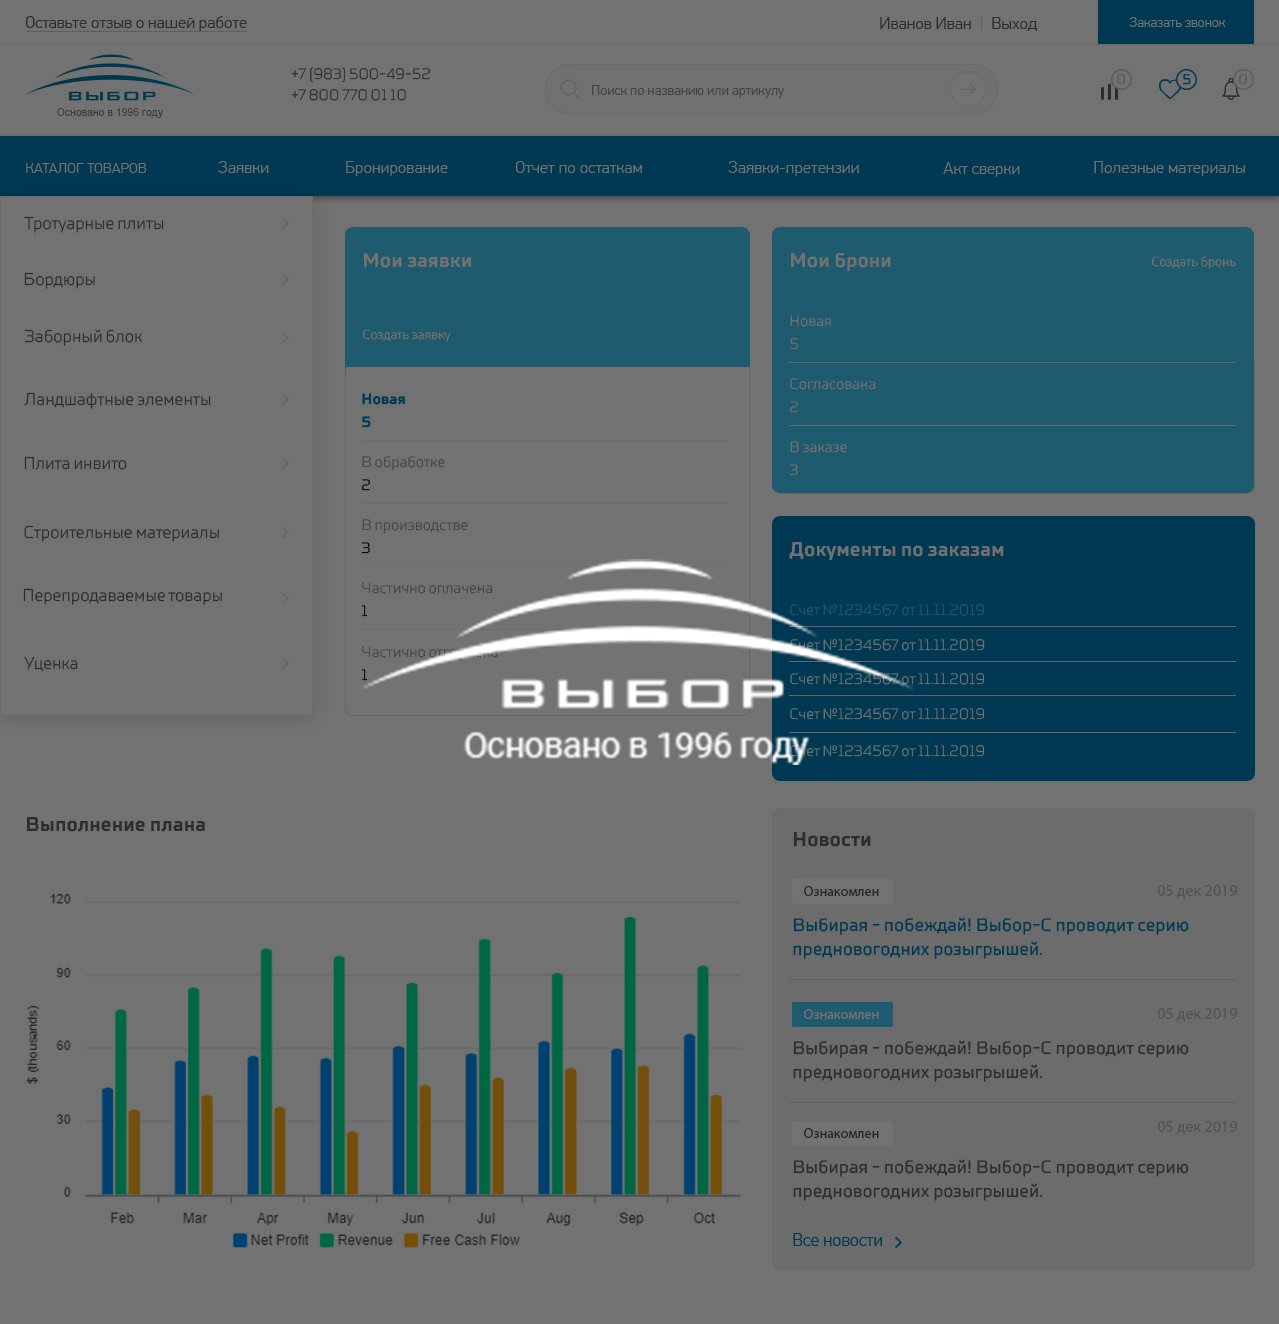 Оставьте отзыв о нашей работе
Иванов Иван
Выход
Заказать звонок
ВЫБОР
Основано в 1996 году
+7 (983) 500-49-52
+7 800 770 01 10
Поиск по названию или артикулу
0
5
0
КАТАЛОГ ТОВАРОВ
Заявки
Бронирование
Отчет по остаткам
Заявки-претензии
Акт сверки
Полезные материалы
Тротуарные плиты
Бордюры
Заборный блок
Ландшафтные элементы
Плита инвито
Строительные материалы
Перепродаваемые товары
Уценка
Мои заявки
Создать заявку
Новая
5
В обработке
2
В производстве
3
Частично оплачена
1
Частично отгружена
1
Мои брони
Создать бронь
Новая
5
Согласована
2
В заказе
3
Документы по заказам
Счет №1234567 от 11.11.2019
Счет №1234567 от 11.11.2019
Счет №1234567 от 11.11.2019
Счет №1234567 от 11.11.2019
Счет №1234567 от 11.11.2019
ВЫБОР
Основано в 1996 году
Выполнение плана
120
90
60
30
0
$ (thousands)
Feb
Mar
Apr
May
Jun
Jul
Aug
Sep
Oct
Net Profit
Revenue
Free Cash Flow
Новости
Ознакомлен
05 дек 2019
Выбирая - побеждай! Выбор-С проводит серию
предновогодних розыгрышей.
Ознакомлен
05 дек 2019
Выбирая - побеждай! Выбор-С проводит серию
предновогодних розыгрышей.
Ознакомлен
05 дек 2019
Выбирая - побеждай! Выбор-С проводит серию
предновогодних розыгрышей.
Все новости